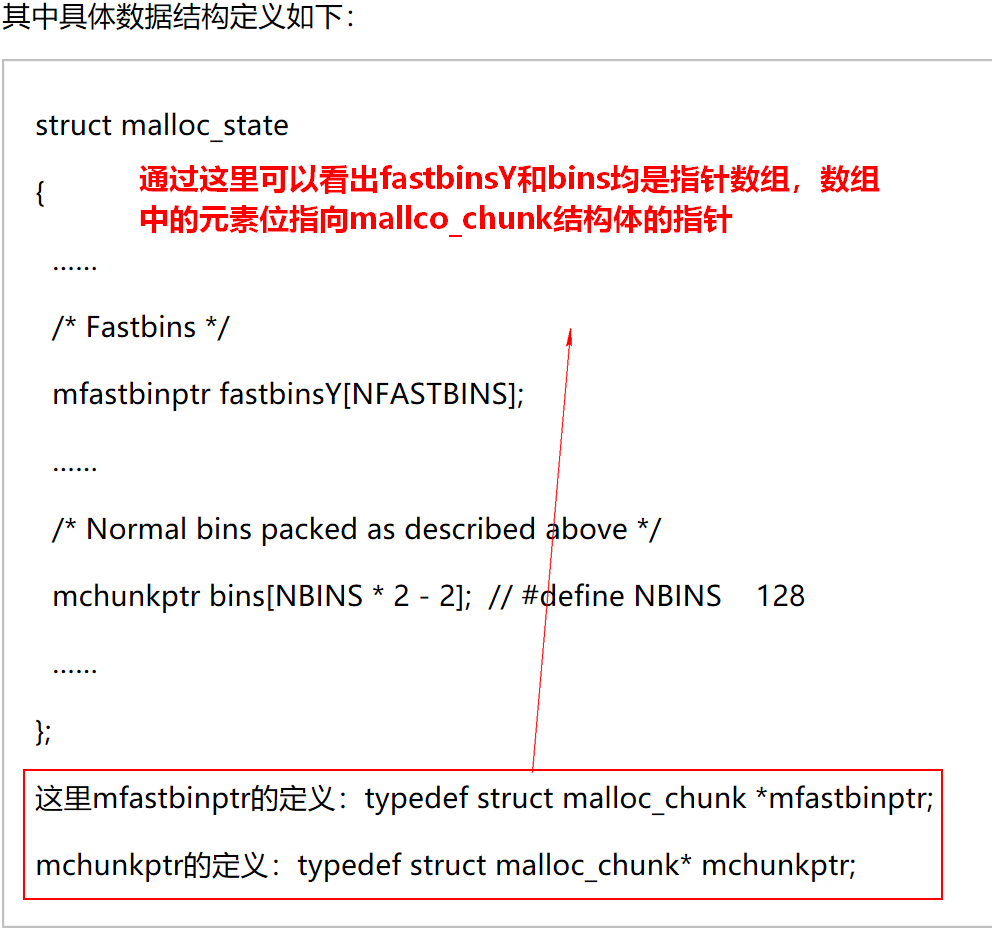 其中具体数据结构定义如下：
struct malloc_state
{
通过这里可以看出fastbinsY和bins均是指针数组，数组
中的元素位指向mallco_chunk结构体的指针
......
/* Fastbins */
mfastbinptr fastbinsY[NFASTBINS];
......
/* Normal bins packed as described above */
mchunkptr bins[NBINS * 2 - 2]; // #define NBINS 128
......
};
这里mfastbinptr的定义：typedef struct malloc_chunk *mfastbinptr;
mchunkptr的定义：typedef struct malloc_chunk* mchunkptr;